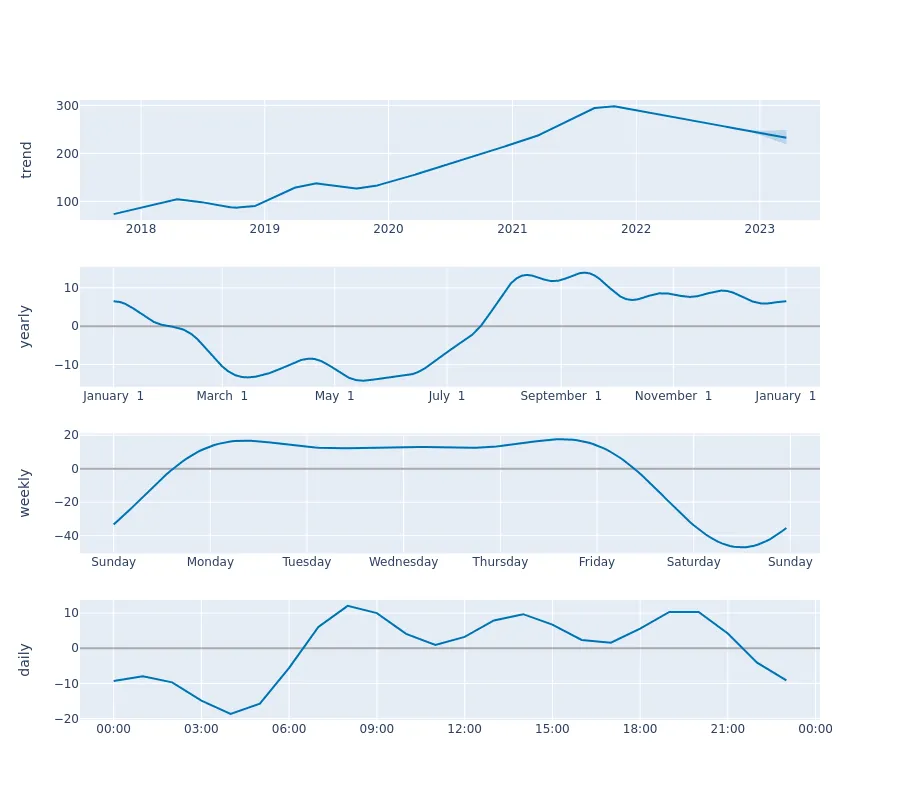 trend
300
200
100
2018 2019 2020 2021 2022 2023
yearly
10
0
−10
January 1 March 1 May 1 July 1 September 1 November 1 January 1
weekly
20
0
−20
−40
Sunday Monday Tuesday Wednesday Thursday Friday Saturday Sunday
daily
10
0
−10
−20
00:00 03:00 06:00 09:00 12:00 15:00 18:00 21:00 00:00